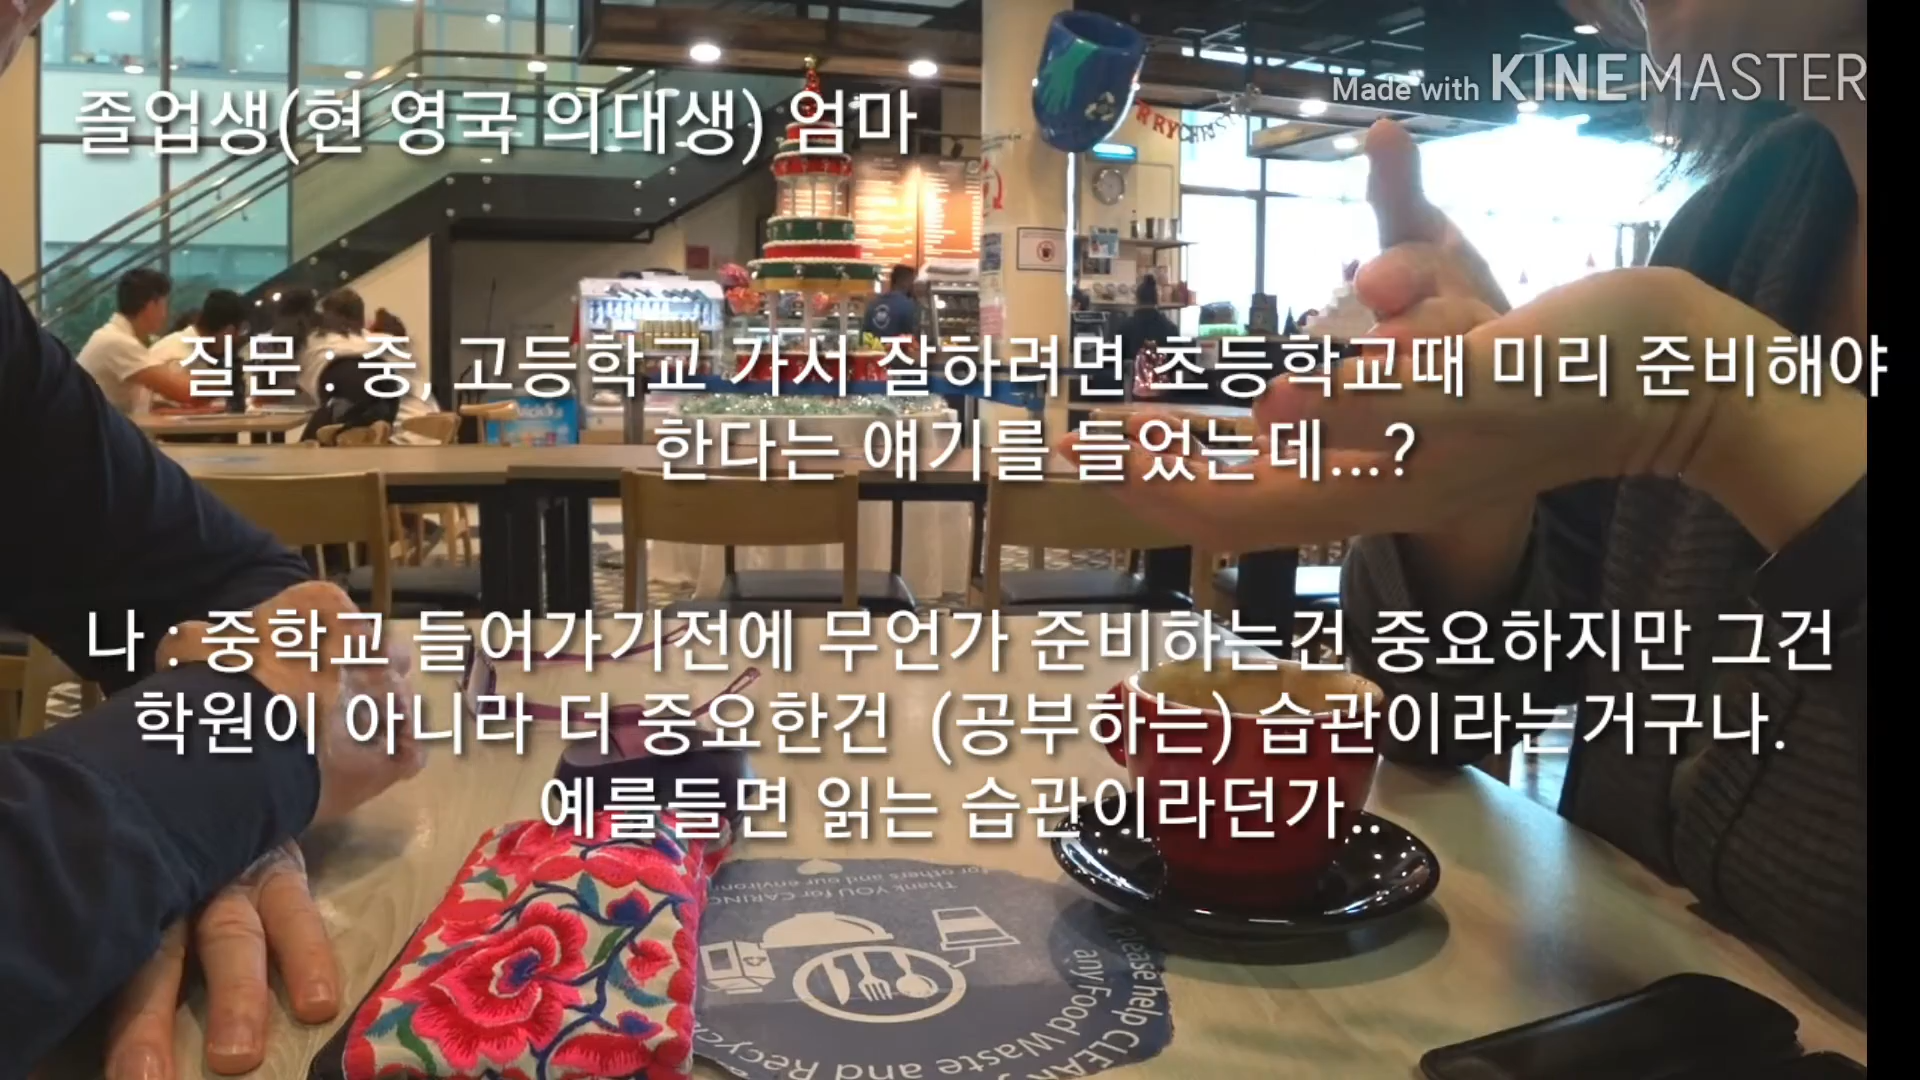 Made with KINEMASTER
졸업생(현 영국 의대생) 엄마
질문 : 중, 고등학교 가서 잘하려면 초등학교때 미리 준비해야
한다는 얘기를 들었는데...?
나 : 중학교 들어가기전에 무언가 준비하는건 중요하지만 그건
학원이 아니라 더 중요한건 (공부하는) 습관이라는거구나.
예를들면 읽는 습관이라던가..
for others and our
Thank YOU for CARING
Please help CLEAR
any Food Waste and